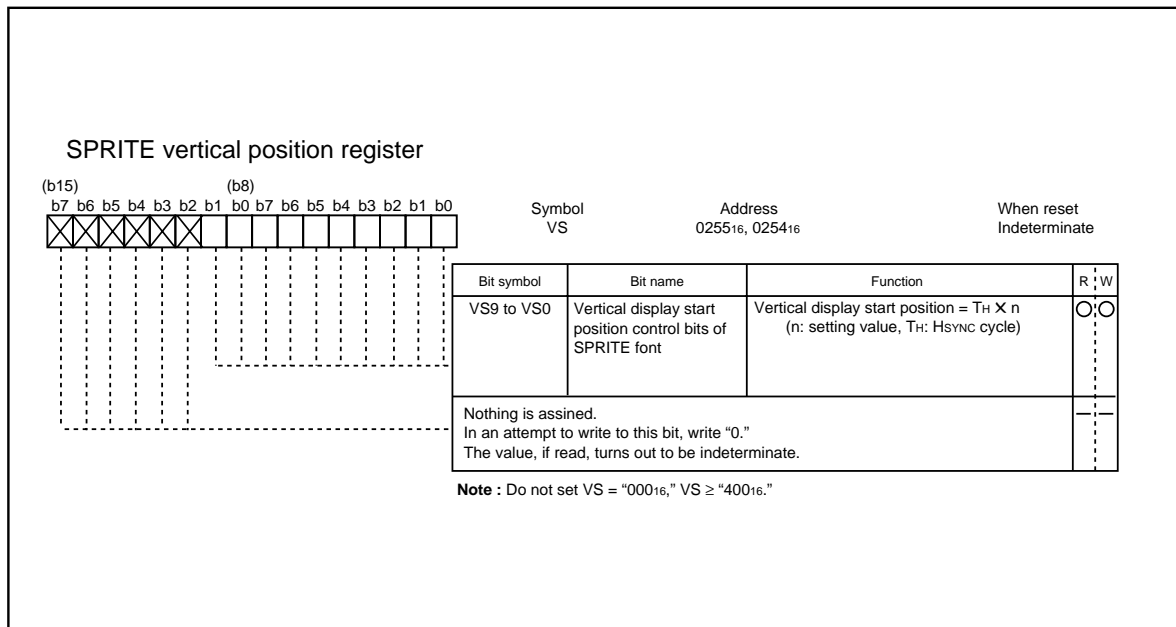 SPRITE vertical position register
(b15) (b8)
b7 b6 b5 b4 b3 b2 b1 b0 b7 b6 b5 b4 b3 b2 b1 b0
Symbol Address When reset
VS 025516, 025416 Indeterminate
Bit symbol Bit name Function R W
VS9 to VS0 Vertical display start Vertical display start position = TH X n
position control bits of (n: setting value, TH: HSYNC cycle)
SPRITE font
Nothing is assined.
In an attempt to write to this bit, write “0.”
The value, if read, turns out to be indeterminate.
Note : Do not set VS = “00016,” VS ≥ “40016.”